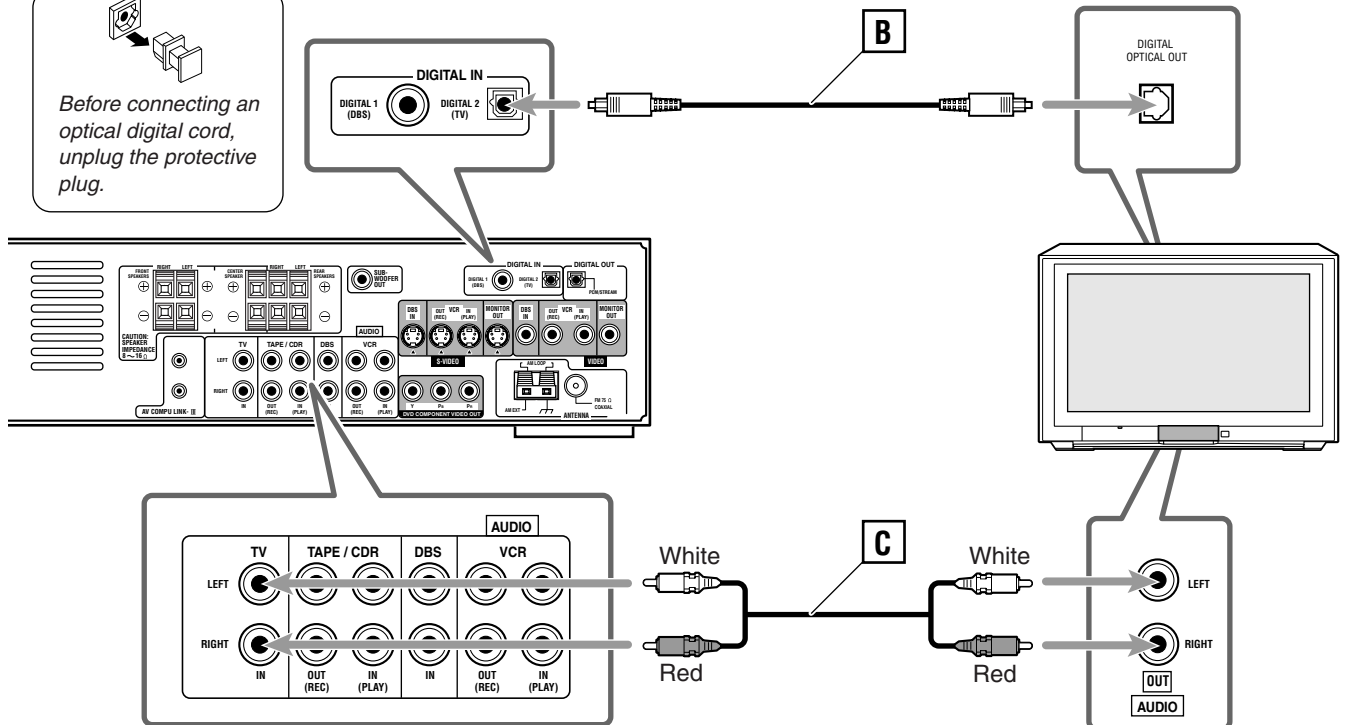 Before connecting an
optical digital cord,
unplug the protective
plug.
DIGITAL IN
DIGITAL 1
(DBS)
DIGITAL 2
(TV)
B
DIGITAL
OPTICAL OUT
FRONT
SPEAKERS
RIGHT LEFT
CENTER
SPEAKER
RIGHT LEFT
REAR
SPEAKERS
SUB-
WOOFER
OUT
DIGITAL IN
DIGITAL 1
(DBS)
DIGITAL 2
(TV)
DIGITAL OUT
PCM/STREAM
CAUTION:
SPEAKER
IMPEDANCE
8～16 Ω
AUDIO
TV TAPE / CDR DBS VCR
LEFT
RIGHT
IN
OUT
(REC)
IN
(PLAY)
OUT
(REC)
IN
(PLAY)
AV COMPU LINK-III
DBS
IN
OUT
(REC)
VCR
IN
(PLAY)
MONITOR
OUT
DBS
IN
OUT
(REC)
VCR
IN
(PLAY)
MONITOR
OUT
S-VIDEO
VIDEO
Y PB PR
DVD COMPONENT VIDEO OUT
AM LOOP
AM EXT
FM 75 Ω
COAXIAL
ANTENNA
AUDIO
TV TAPE / CDR DBS VCR
LEFT
RIGHT
IN
OUT
(REC)
IN
(PLAY)
IN
OUT
(REC)
IN
(PLAY)
White
Red
C
White
Red
LEFT
RIGHT
OUT
AUDIO